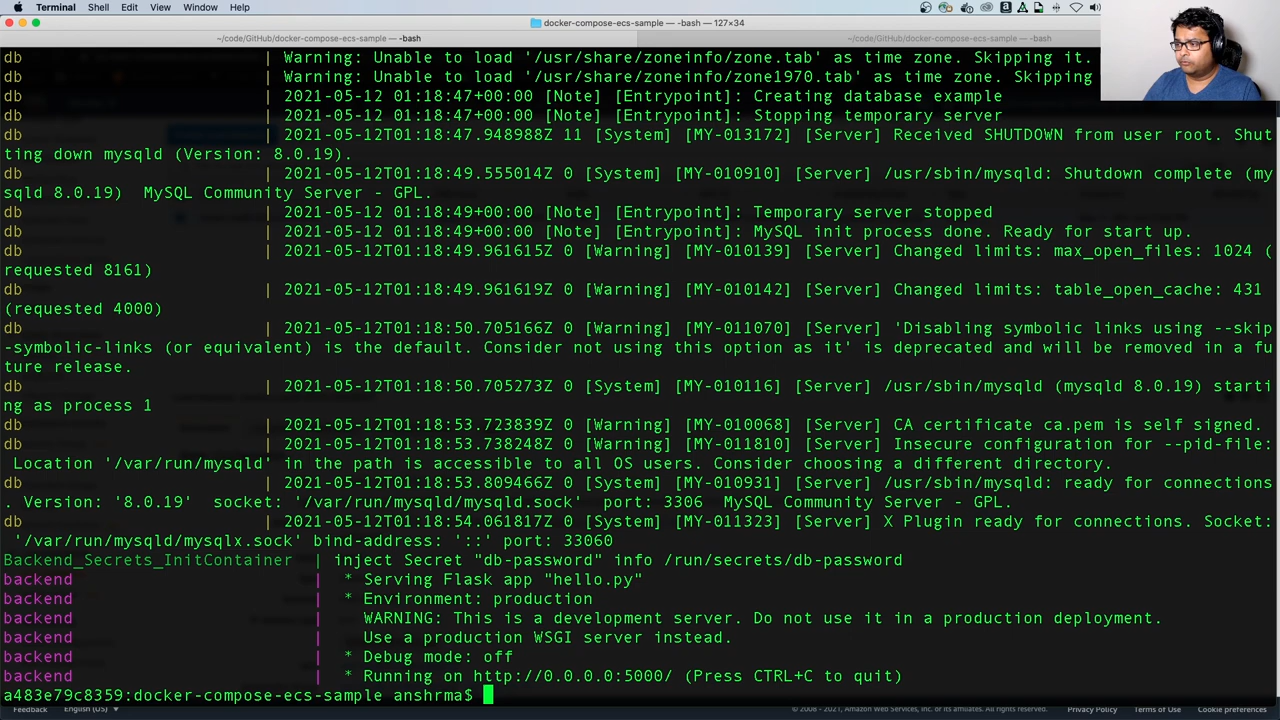 Terminal Shell Edit View Window Help
docker-compose-ecs-sample — -bash — 127×34
~/code/GitHub/docker-compose-ecs-sample — -bash
~/code/GitHub/docker-compose-ecs-sample — -bash
db | Warning: Unable to load '/usr/share/zoneinfo/zone.tab' as time zone. Skipping it.
db | Warning: Unable to load '/usr/share/zoneinfo/zone1970.tab' as time zone. Skipping
db | 2021-05-12 01:18:47+00:00 [Note] [Entrypoint]: Creating database example
db | 2021-05-12 01:18:47+00:00 [Note] [Entrypoint]: Stopping temporary server
db | 2021-05-12T01:18:47.948988Z 11 [System] [MY-013172] [Server] Received SHUTDOWN from user root. Shut
ting down mysqld (Version: 8.0.19).
db | 2021-05-12T01:18:49.555014Z 0 [System] [MY-010910] [Server] /usr/sbin/mysqld: Shutdown complete (my
sqld 8.0.19)  MySQL Community Server - GPL.
db | 2021-05-12 01:18:49+00:00 [Note] [Entrypoint]: Temporary server stopped
db | 2021-05-12 01:18:49+00:00 [Note] [Entrypoint]: MySQL init process done. Ready for start up.
db | 2021-05-12T01:18:49.961615Z 0 [Warning] [MY-010139] [Server] Changed limits: max_open_files: 1024 (
requested 8161)
db | 2021-05-12T01:18:49.961619Z 0 [Warning] [MY-010142] [Server] Changed limits: table_open_cache: 431
(requested 4000)
db | 2021-05-12T01:18:50.705166Z 0 [Warning] [MY-011070] [Server] 'Disabling symbolic links using --skip
-symbolic-links (or equivalent) is the default. Consider not using this option as it' is deprecated and will be removed in a fu
ture release.
db | 2021-05-12T01:18:50.705273Z 0 [System] [MY-010116] [Server] /usr/sbin/mysqld (mysqld 8.0.19) starti
ng as process 1
db | 2021-05-12T01:18:53.723839Z 0 [Warning] [MY-010068] [Server] CA certificate ca.pem is self signed.
db | 2021-05-12T01:18:53.738248Z 0 [Warning] [MY-011810] [Server] Insecure configuration for --pid-file:
Location '/var/run/mysqld' in the path is accessible to all OS users. Consider choosing a different directory.
db | 2021-05-12T01:18:53.809466Z 0 [System] [MY-010931] [Server] /usr/sbin/mysqld: ready for connections
. Version: '8.0.19'  socket: '/var/run/mysqld/mysqld.sock'  port: 3306  MySQL Community Server - GPL.
db | 2021-05-12T01:18:54.061817Z 0 [System] [MY-011323] [Server] X Plugin ready for connections. Socket:
'/var/run/mysqld/mysqlx.sock' bind-address: '::' port: 33060
Backend_Secrets_InitContainer | inject Secret "db-password" info /run/secrets/db-password
backend | * Serving Flask app "hello.py"
backend | * Environment: production
backend | WARNING: This is a development server. Do not use it in a production deployment.
backend | Use a production WSGI server instead.
backend | * Debug mode: off
backend | * Running on http://0.0.0.0:5000/ (Press CTRL+C to quit)
a483e79c8359:docker-compose-ecs-sample anshrma$
Feedback English (US) © 2008 - 2021, Amazon Web Services, Inc. or its affiliates. All rights reserved. Privacy Policy Terms of Use Cookie preferences